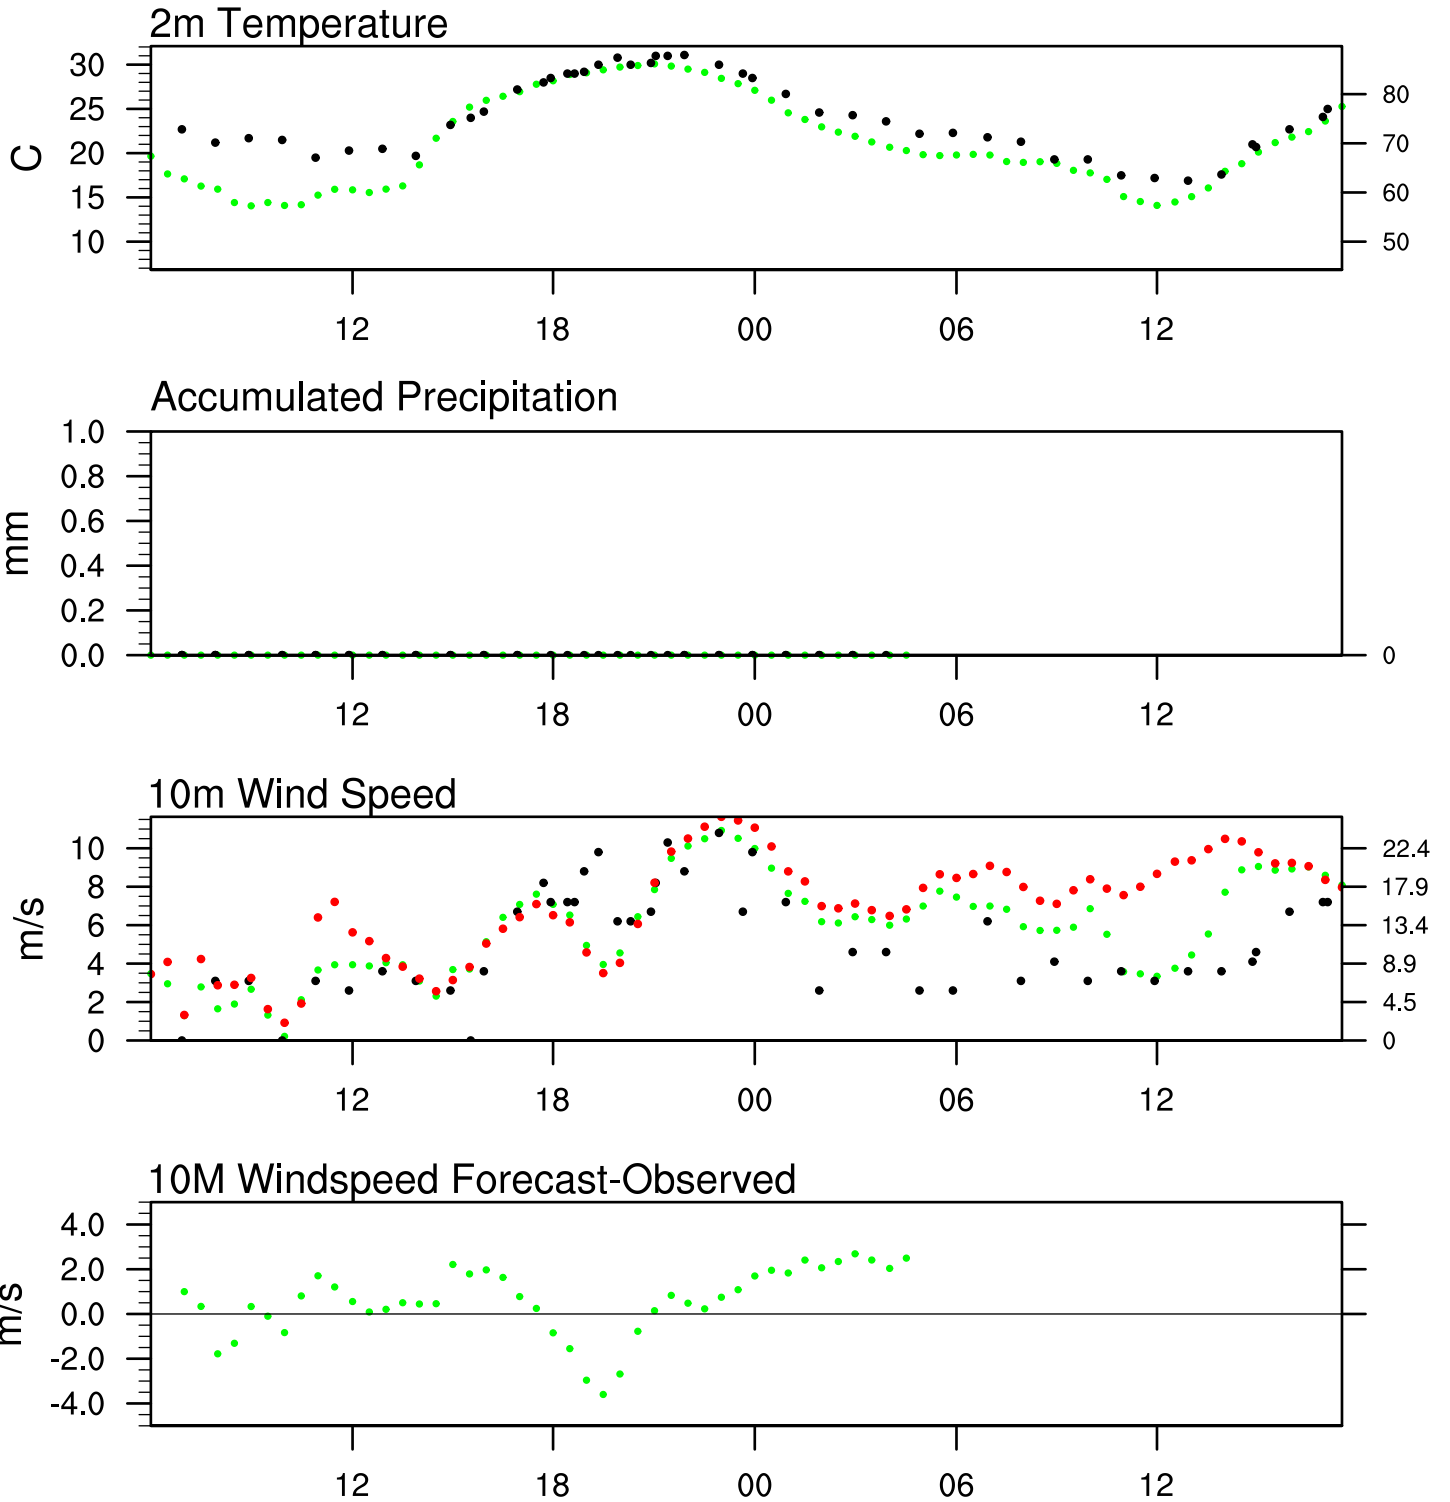 2m Temperature
30
25
20
15
10
C
80
70
60
50
12 18 00 06 12
Accumulated Precipitation
1.0
0.8
0.6
0.4
0.2
0.0
mm
0
12 18 00 06 12
10m Wind Speed
10
8
6
4
2
0
m/s
22.4
17.9
13.4
8.9
4.5
0
12 18 00 06 12
10M Windspeed Forecast-Observed
4.0
2.0
0.0
-2.0
-4.0
m/s
12 18 00 06 12